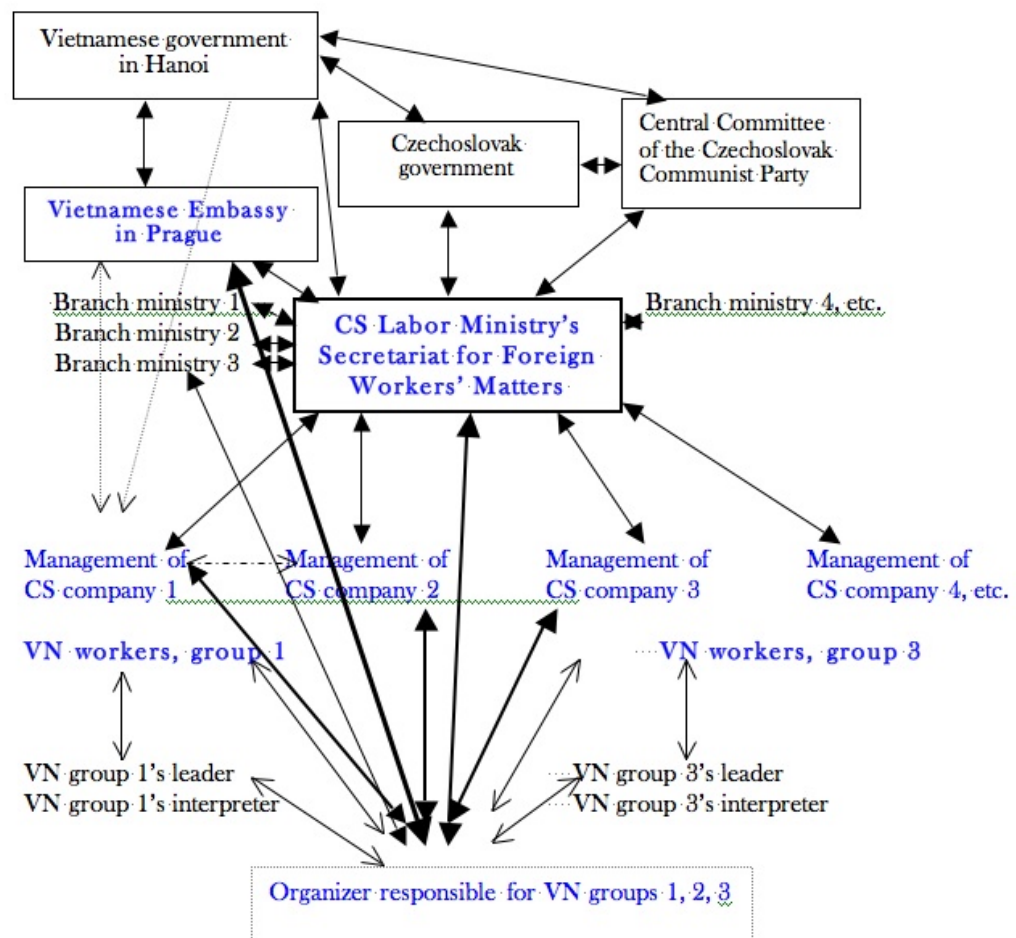 Vietnamese government
in Hanoi
Czechoslovak
government
Central Committee
of the Czechoslovak
Communist Party
Vietnamese Embassy
in Prague
Branch ministry 1
Branch ministry 2
Branch ministry 3
CS Labor Ministry’s
Secretariat for Foreign
Workers’ Matters
Branch ministry 4, etc.
Management of
CS company 1
Management of
CS company 2
Management of
CS company 3
Management of
CS company 4, etc.
VN workers, group 1
VN workers, group 3
VN group 1’s leader
VN group 1’s interpreter
VN group 3’s leader
VN group 3’s interpreter
Organizer responsible for VN groups 1, 2, 3